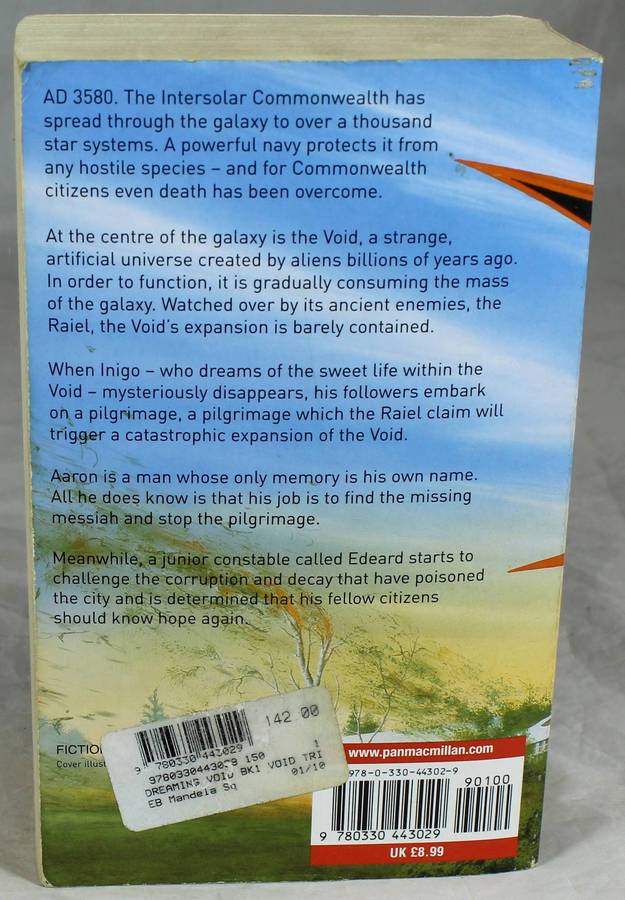 AD 3580. The Intersolar Commonwealth has
spread through the galaxy to over a thousand
star systems. A powerful navy protects it from
any hostile species – and for Commonwealth
citizens even death has been overcome.
At the centre of the galaxy is the Void, a strange,
artificial universe created by aliens billions of years ago.
In order to function, it is gradually consuming the mass
of the galaxy. Watched over by its ancient enemies, the
Raiel, the Void's expansion is barely contained.
When Inigo – who dreams of the sweet life within the
Void – mysteriously disappears, his followers embark
on a pilgrimage, a pilgrimage which the Raiel claim will
trigger a catastrophic expansion of the Void.
Aaron is a man whose only memory is his own name.
All he does know is that his job is to find the missing
messiah and stop the pilgrimage.
Meanwhile, a junior constable called Edeard starts to
challenge the corruption and decay that have poisoned
the city and is determined that his fellow citizens
should know hope again.
FICTIO
Cover illust
142 00
9 780330 443029
9780330443029 150 1
DREAMING VOID BK1 VOID TRI
EB Mandela Sq 01/10
www.panmacmillan.com
978-0-330-44302-9
90100
9 780330 443029
UK £8.99